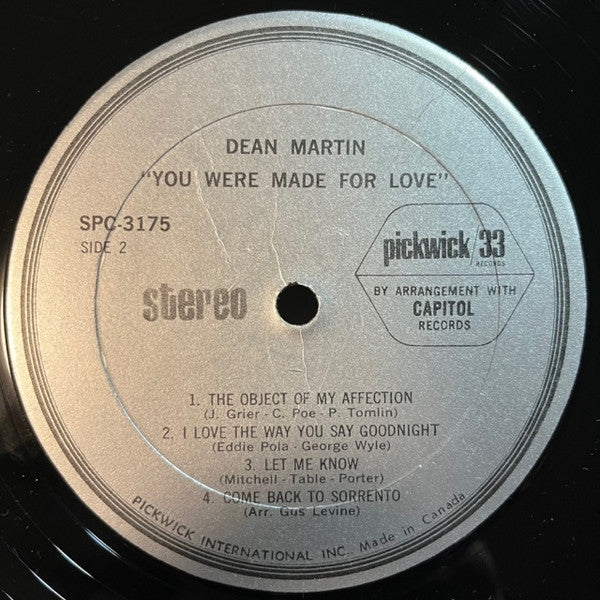 DEAN MARTIN
"YOU WERE MADE FOR LOVE"
SPC-3175
SIDE 2
stereo
pickwick/33
RECORDS
BY ARRANGEMENT WITH
CAPITOL
RECORDS
1. THE OBJECT OF MY AFFECTION
(J. Grier - C. Poe - P. Tomlin)
2. I LOVE THE WAY YOU SAY GOODNIGHT
(Eddie Pola - George Wyle)
3. LET ME KNOW
(Mitchell - Table - Porter)
4. COME BACK TO SORRENTO
(Arr. Gus Levine)
PICKWICK INTERNATIONAL INC., Made in Canada